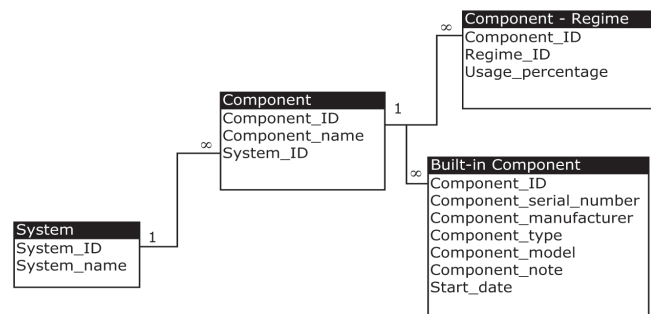 Component - Regime
Component_ID
Regime_ID
Usage_percentage
∞
Component
Component_ID
Component_name
System_ID
1
∞
∞
Built-in Component
Component_ID
Component_serial_number
Component_manufacturer
Component_type
Component_model
Component_note
Start_date
System
System_ID
System_name
1